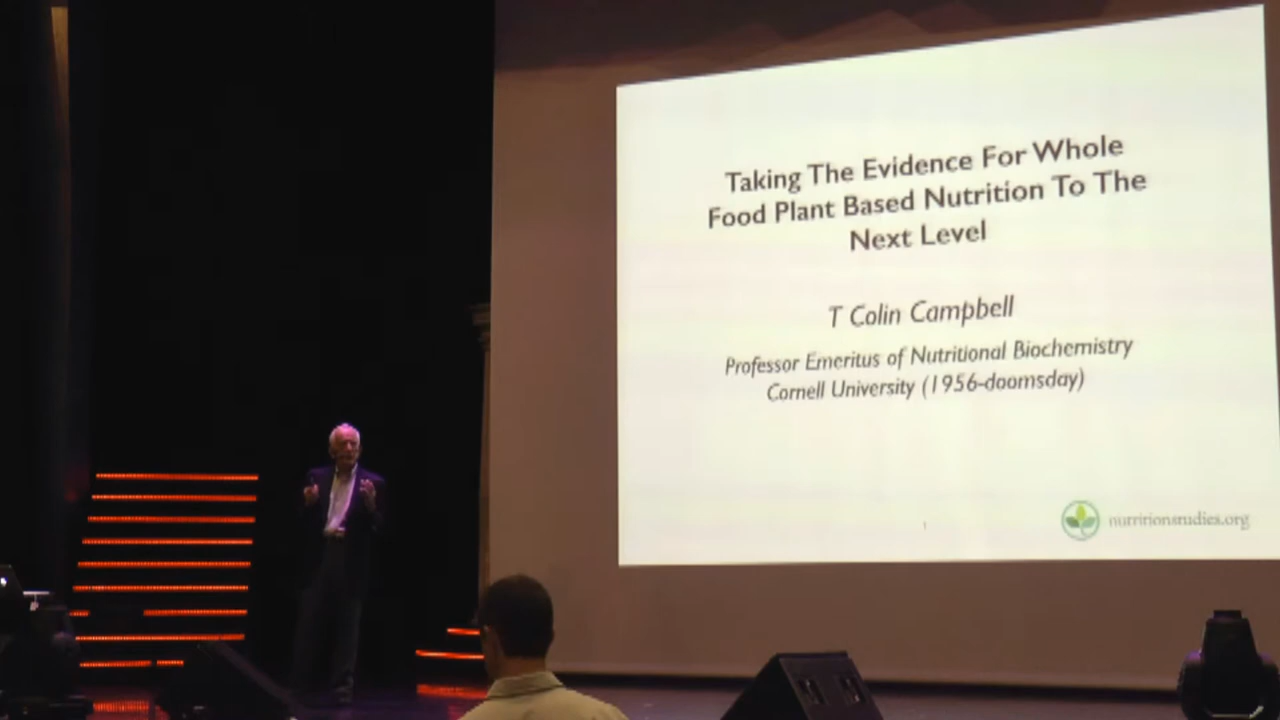 Taking The Evidence For Whole
Food Plant Based Nutrition To The
Next Level
T Colin Campbell
Professor Emeritus of Nutritional Biochemistry
Cornell University (1956-doomsday)
1
nutritionstudies.org